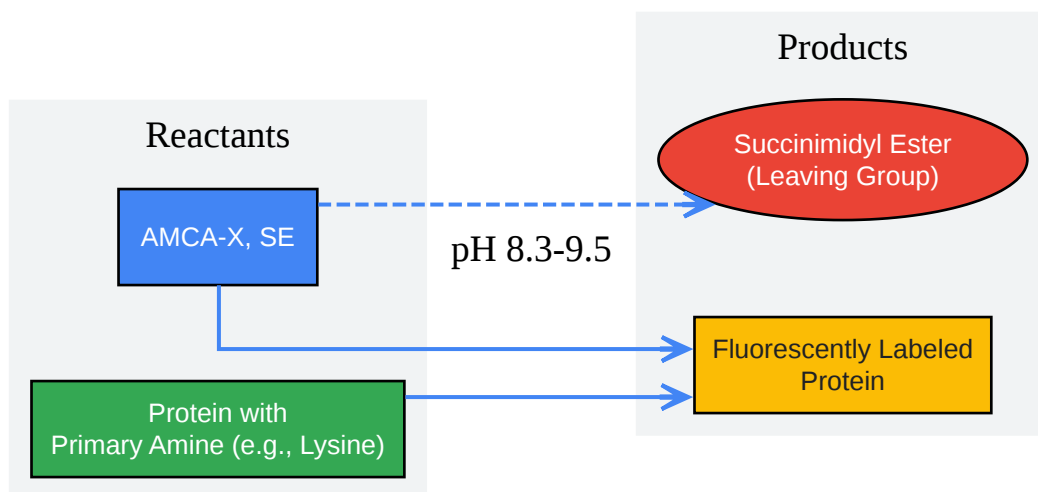 Reactants
AMCA-X, SE
Protein with
Primary Amine (e.g., Lysine)
pH 8.3-9.5
Products
Succinimidyl Ester
(Leaving Group)
Fluorescently Labeled
Protein